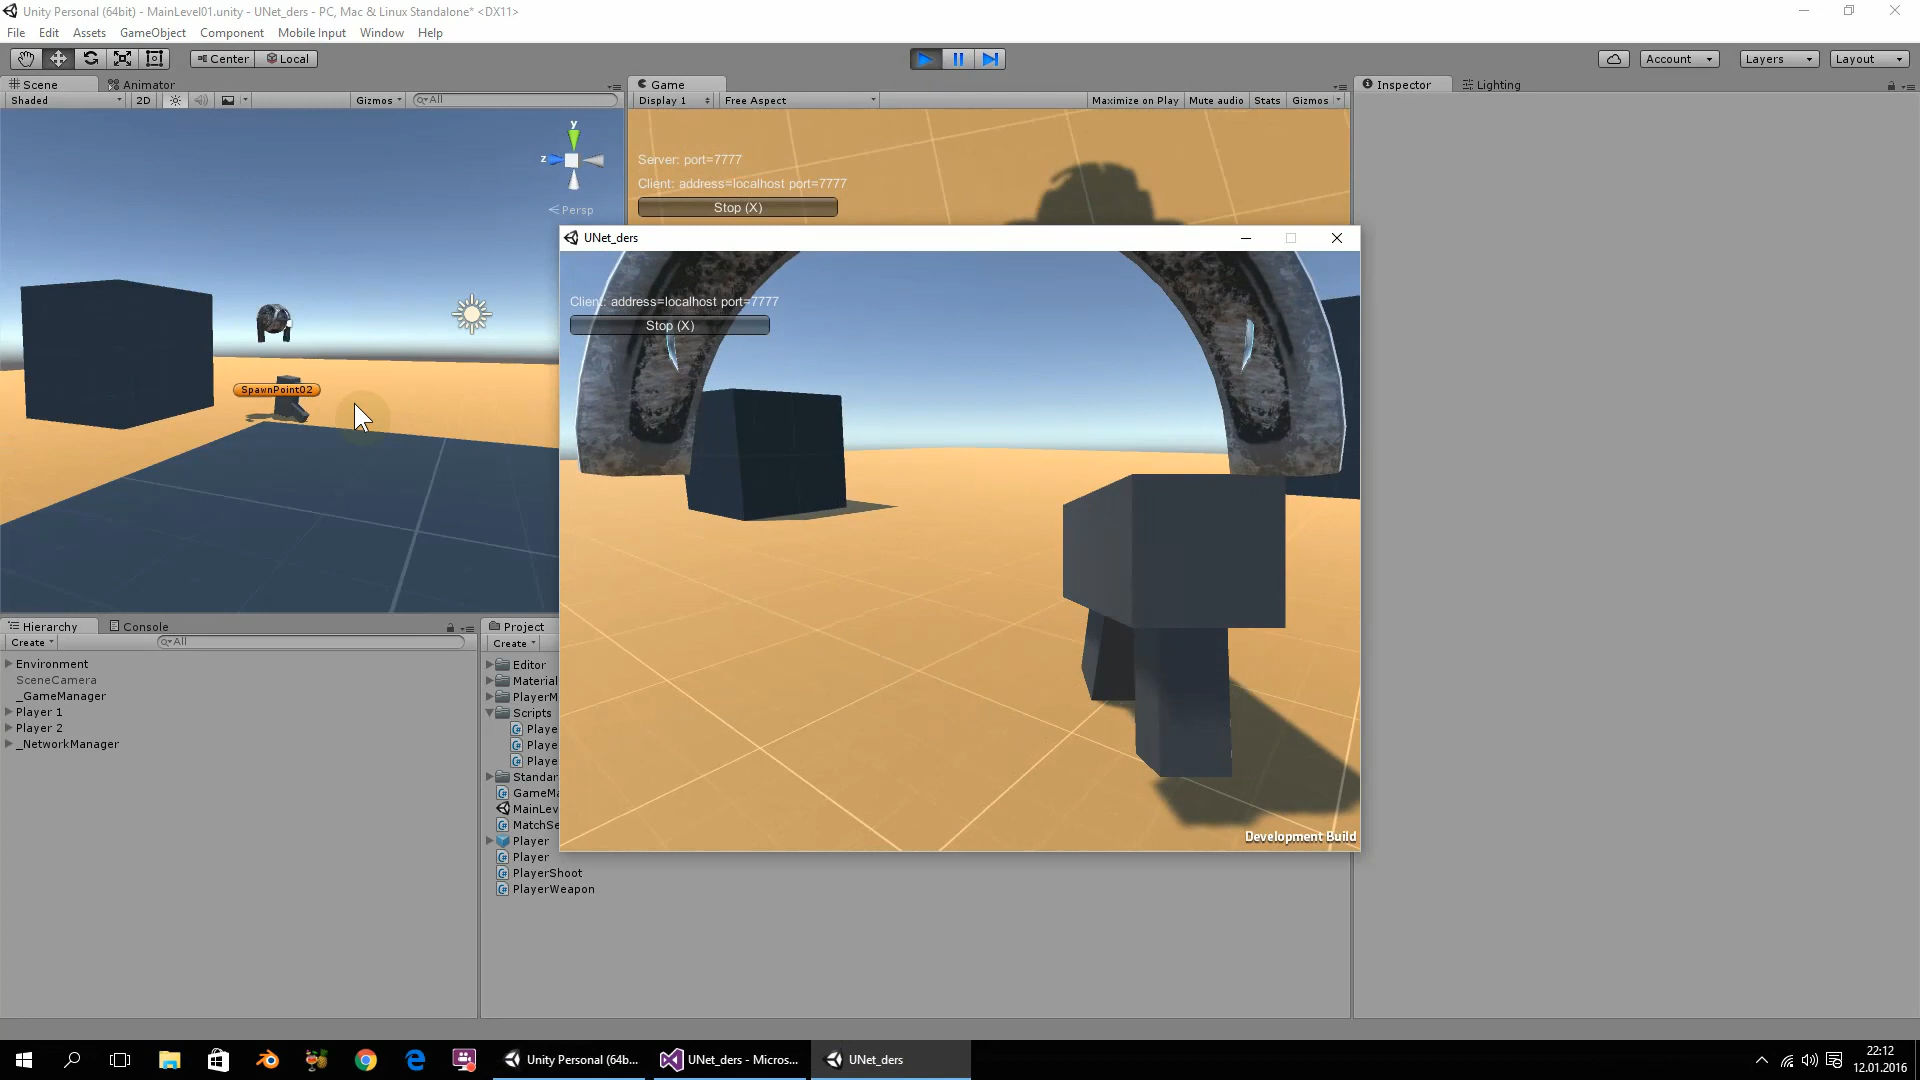 Unity Personal (64bit) - MainLevel01.unity - UNet_ders - PC, Mac & Linux Standalone* <DX11>
File Edit Assets GameObject Component Mobile Input Window Help
Center Local
Account Layers Layout
Scene Animator
Game
Inspector Lighting
Shaded 2D Gizmos All
Display 1 Free Aspect Maximize on Play Mute audio Stats Gizmos
y
z
Persp
Server: port=7777
Client: address=localhost port=7777
Stop (X)
UNet_ders
Client: address=localhost port=7777
Stop (X)
SpawnPoint02
Development Build
Hierarchy Console
Create All
Environment
SceneCamera
_GameManager
Player 1
Player 2
_NetworkManager
Project
Create
Editor
Material
PlayerM
Scripts
Playe
Playe
Playe
Standar
GameMa
MainLev
MatchSe
Player
Player
PlayerShoot
PlayerWeapon
Unity Personal (64b...
UNet_ders - Micros...
UNet_ders
22:12
12.01.2016